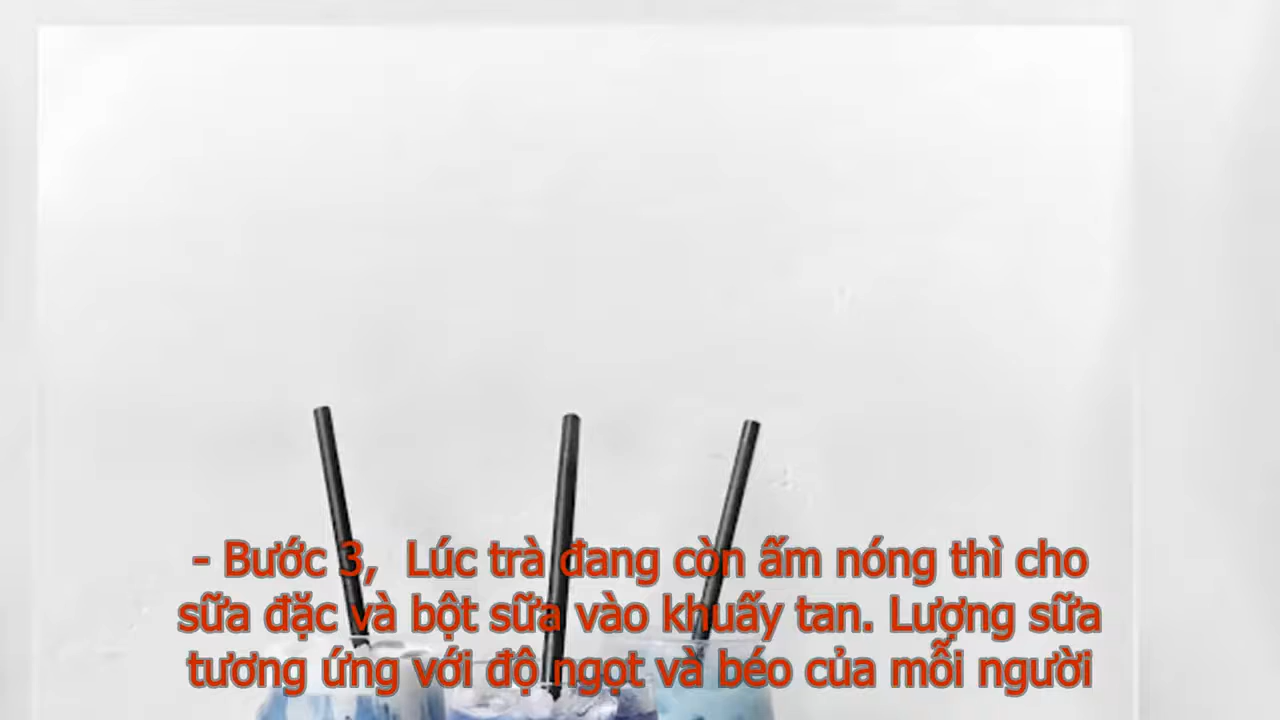 - Bước 3,  Lúc trà đang còn ấm nóng thì cho
sữa đặc và bột sữa vào khuấy tan. Lượng sữa
tương ứng với độ ngọt và béo của mỗi người